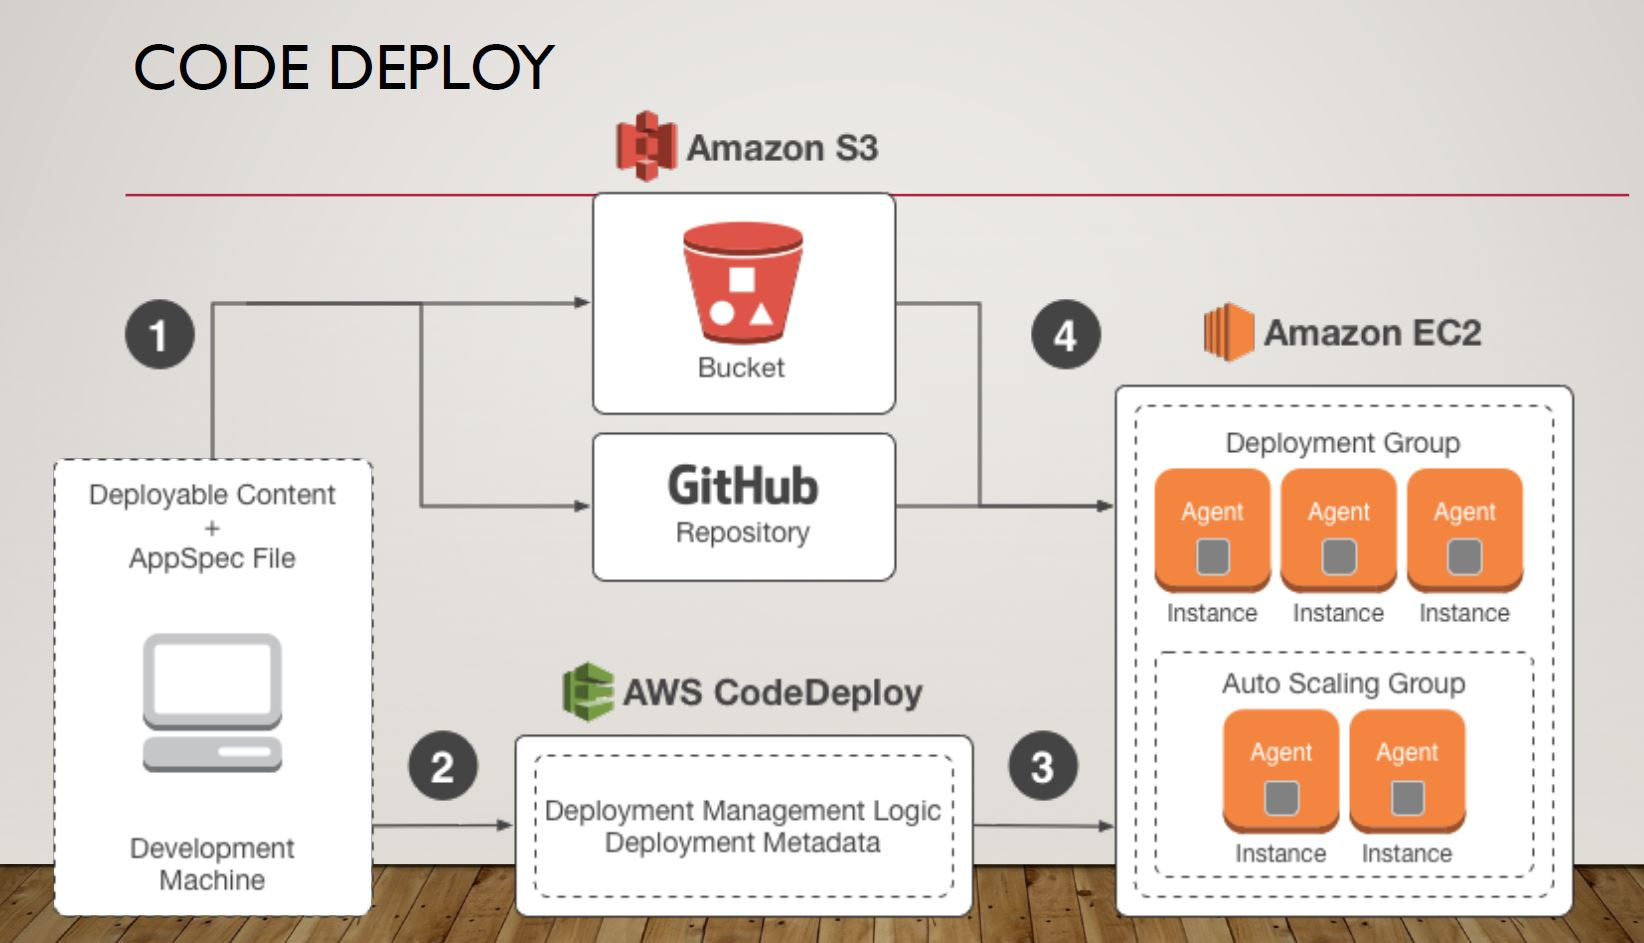 CODE DEPLOY
Amazon S3
Bucket
1
4
Amazon EC2
GitHub
Repository
Deployable Content
+
AppSpec File
Development
Machine
2
AWS CodeDeploy
Deployment Management Logic
Deployment Metadata
3
Deployment Group
Agent Agent Agent
Instance Instance Instance
Auto Scaling Group
Agent Agent
Instance Instance